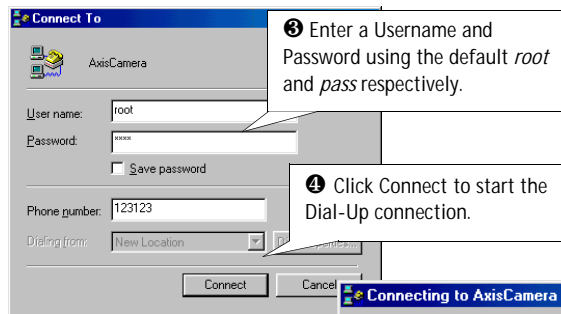 Connect To
❸ Enter a Username and
Password using the default root
and pass respectively.
AxisCamera
User name:
root
Password:
××××
Save password
❹ Click Connect to start the
Dial-Up connection.
Phone number:
123123
Dialing from:
New Location
Connect
Cancel
Connecting to AxisCamera